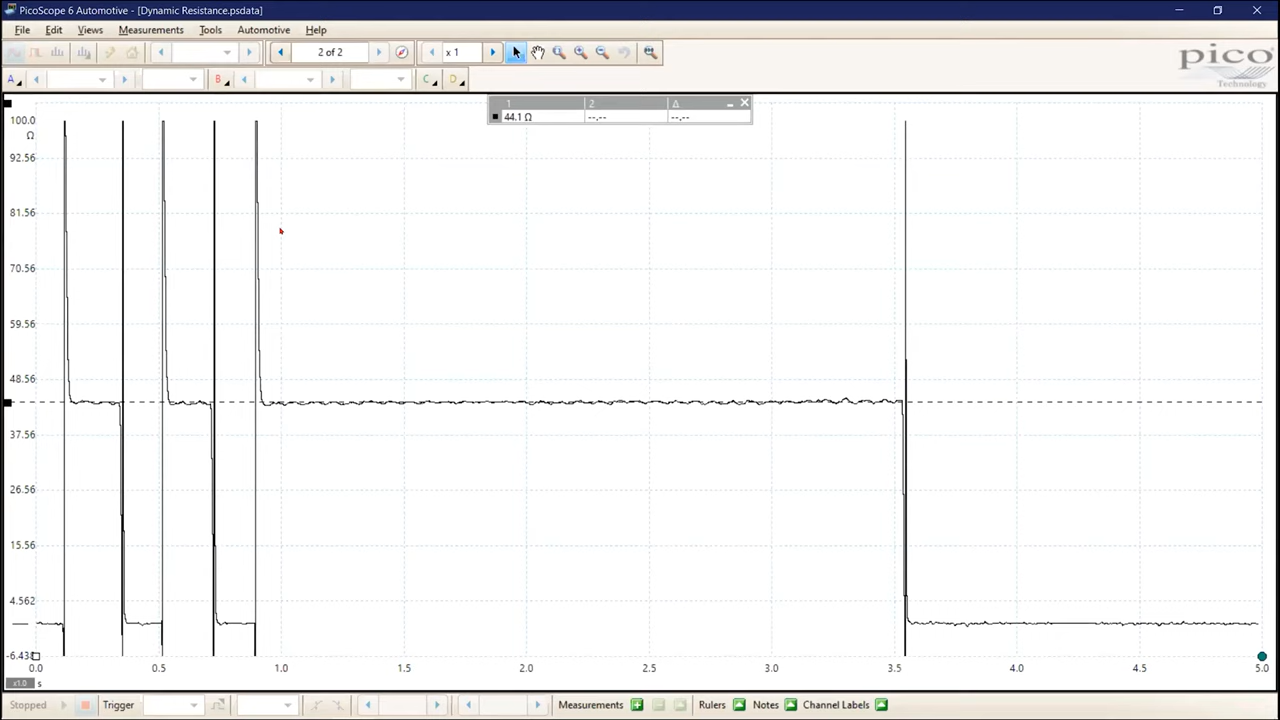 PicoScope 6 Automotive - [Dynamic Resistance.psdata]
File Edit Views Measurements Tools Automotive Help
2 of 2 x 1
pico
Technology
A B C D
1 2 Δ
44.1 Ω --.-- --.--
100.0
Ω
92.56
81.56
70.56
59.56
48.56
37.56
26.56
15.56
4.562
0.0 0.5 1.0 1.5 2.0 2.5 3.0 3.5 4.0 4.5 5.0
x1.0 s
Stopped Trigger Measurements Rulers Notes Channel Labels